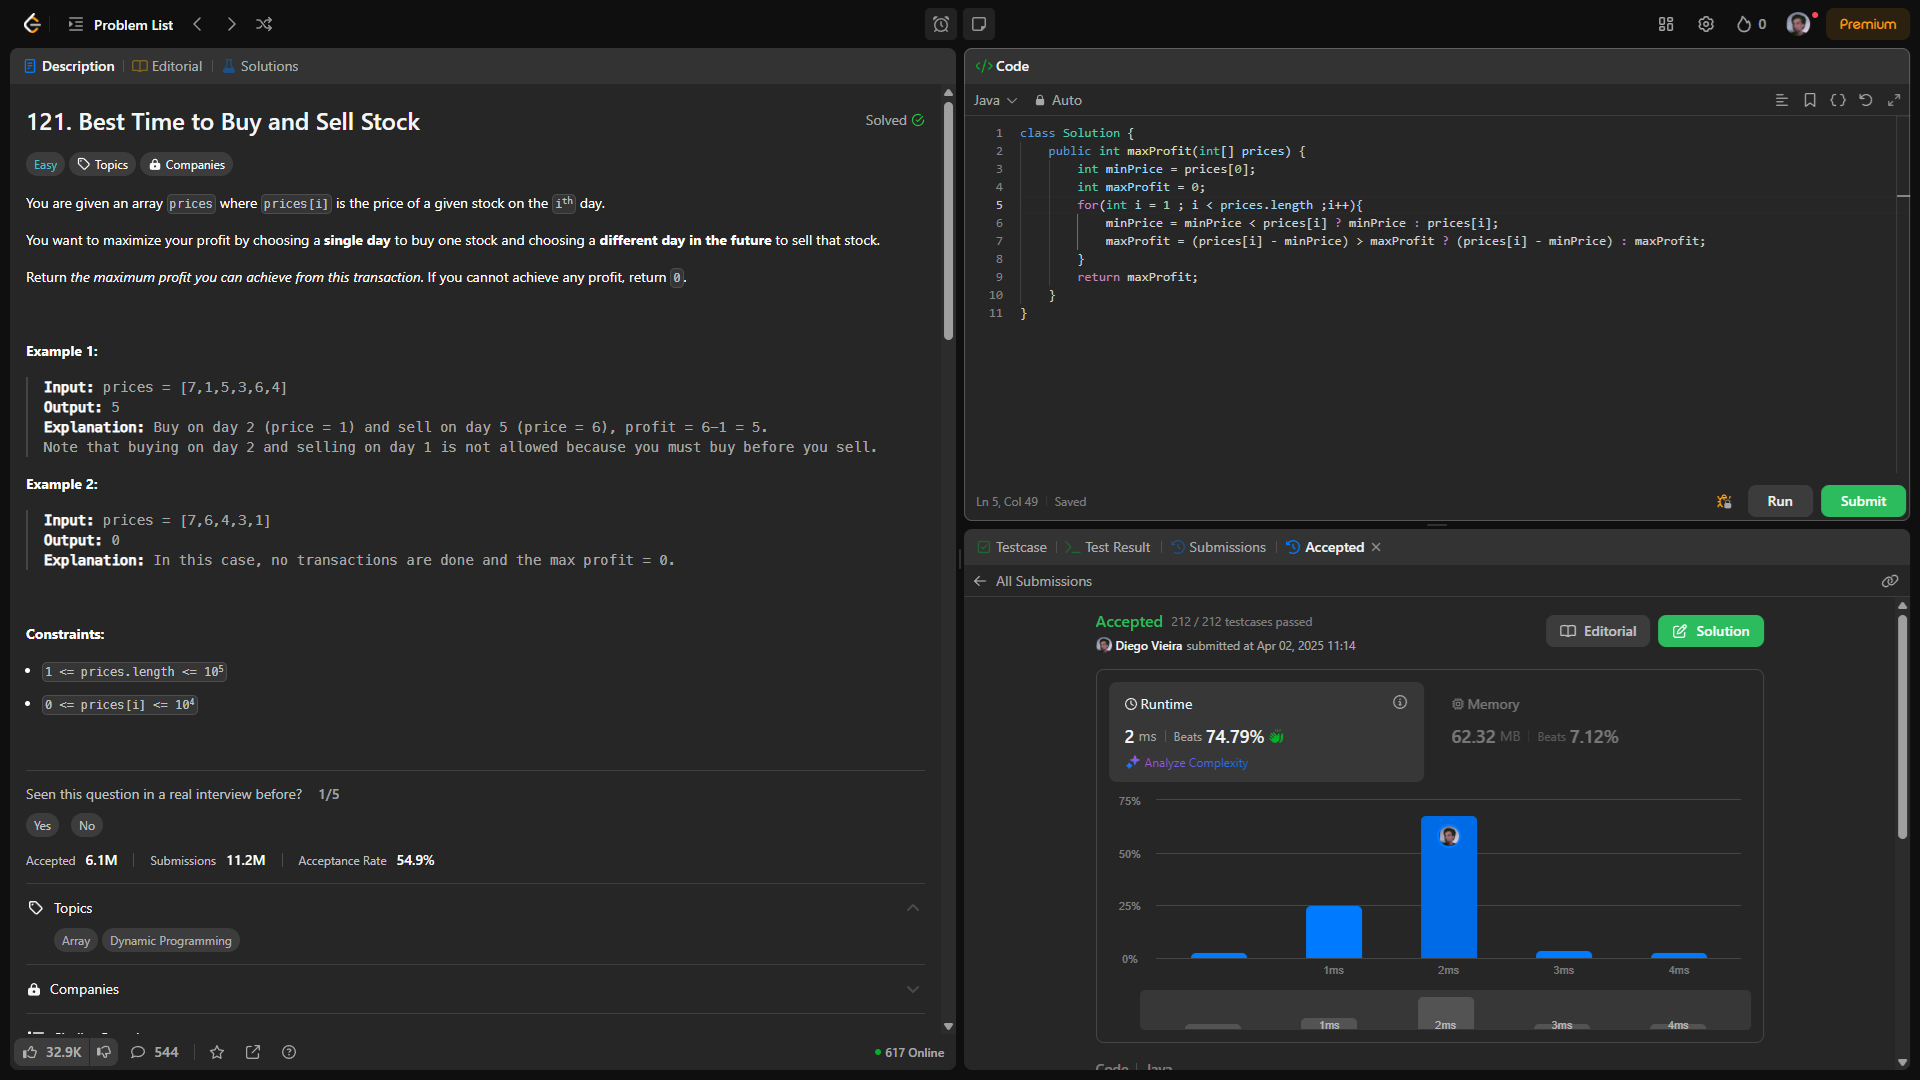 Problem List
0
Premium
Description
Editorial
Solutions
121. Best Time to Buy and Sell Stock
Solved
Easy
Topics
Companies
You are given an array prices where prices[i] is the price of a given stock on the ith day.
You want to maximize your profit by choosing a single day to buy one stock and choosing a different day in the future to sell that stock.
Return the maximum profit you can achieve from this transaction. If you cannot achieve any profit, return 0.
Example 1:
Input: prices = [7,1,5,3,6,4]
Output: 5
Explanation: Buy on day 2 (price = 1) and sell on day 5 (price = 6), profit = 6-1 = 5.
Note that buying on day 2 and selling on day 1 is not allowed because you must buy before you sell.
Example 2:
Input: prices = [7,6,4,3,1]
Output: 0
Explanation: In this case, no transactions are done and the max profit = 0.
Constraints:
1 <= prices.length <= 10⁵
0 <= prices[i] <= 10⁴
Seen this question in a real interview before? 1/5
Yes No
Accepted 6.1M Submissions 11.2M Acceptance Rate 54.9%
Topics
Array Dynamic Programming
Companies
32.9K 544
617 Online
</> Code
Java Auto
1 class Solution {
2 public int maxProfit(int[] prices) {
3 int minPrice = prices[0];
4 int maxProfit = 0;
5 for(int i = 1 ; i < prices.length ;i++){
6 minPrice = minPrice < prices[i] ? minPrice : prices[i];
7 maxProfit = (prices[i] - minPrice) > maxProfit ? (prices[i] - minPrice) : maxProfit;
8 }
9 return maxProfit;
10 }
11 }
Ln 5, Col 49 Saved
Run Submit
Testcase Test Result Submissions Accepted
All Submissions
Accepted 212 / 212 testcases passed
Diego Vieira submitted at Apr 02, 2025 11:14
Editorial Solution
Runtime
2 ms Beats 74.79%
Analyze Complexity
Memory
62.32 MB Beats 7.12%
75%
50%
25%
0%
1ms 2ms 3ms 4ms
1ms 2ms 3ms 4ms
Code Java